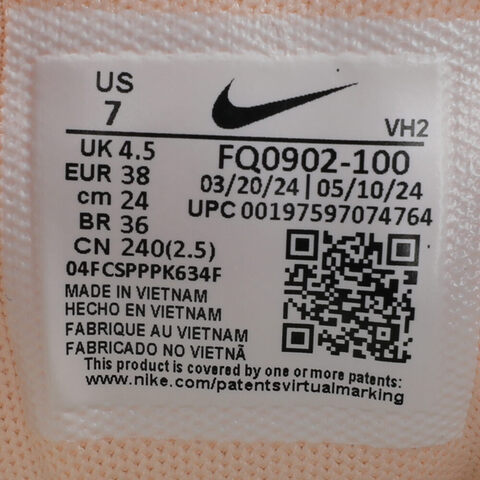 US
7
VH2
UK 4.5
EUR 38
cm 24
BR 36
CN 240(2.5)
FQ0902-100
03/20/24 | 05/10/24
UPC 00197597074764
04FCSPPPK634F
MADE IN VIETNAM
HECHO EN VIETNAM
FABRIQUE AU VIETNAM
FABRICADO NO VIETNÃ
This product is covered by one or more patents:
www.nike.com/patentsvirtualmarking